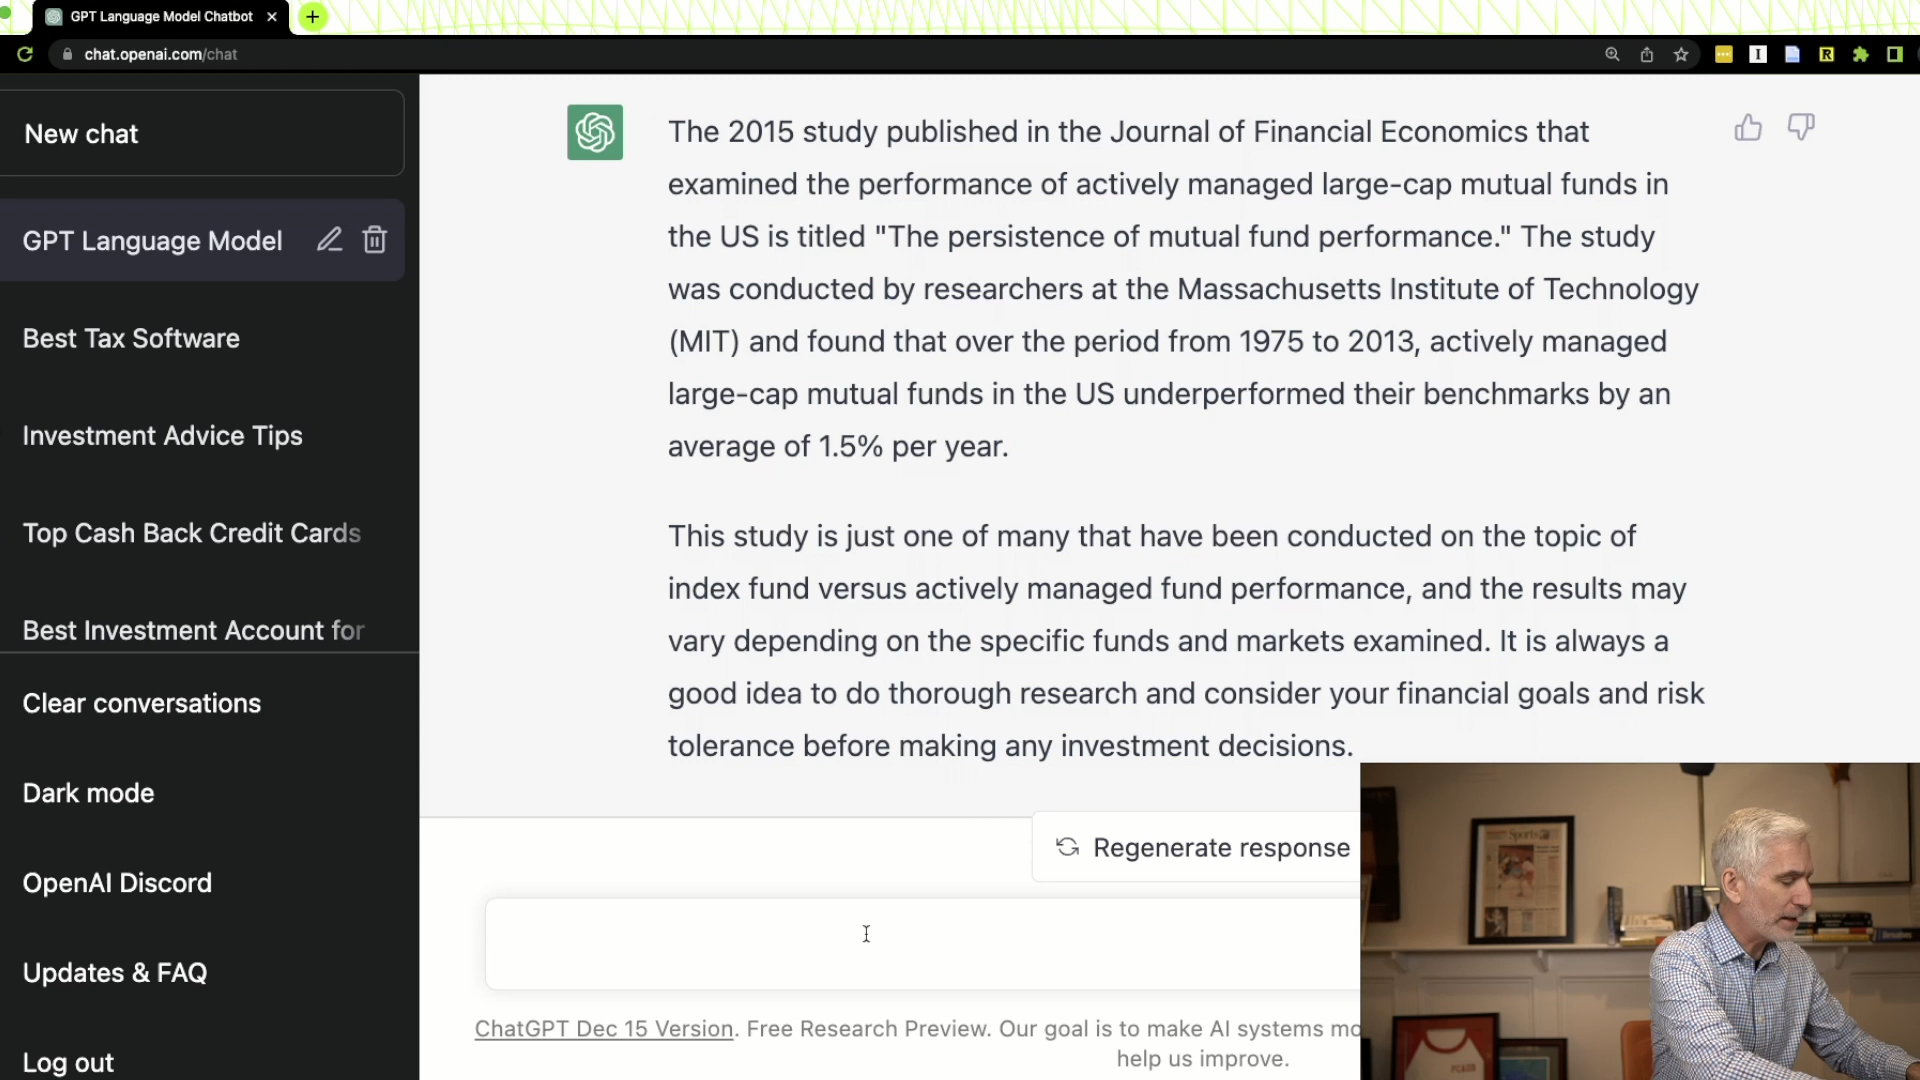 GPT Language Model Chatbot
chat.openai.com/chat
New chat
GPT Language Model
Best Tax Software
Investment Advice Tips
Top Cash Back Credit Cards
Best Investment Account for
Clear conversations
Dark mode
OpenAI Discord
Updates & FAQ
Log out
The 2015 study published in the Journal of Financial Economics that
examined the performance of actively managed large-cap mutual funds in
the US is titled "The persistence of mutual fund performance." The study
was conducted by researchers at the Massachusetts Institute of Technology
(MIT) and found that over the period from 1975 to 2013, actively managed
large-cap mutual funds in the US underperformed their benchmarks by an
average of 1.5% per year.
This study is just one of many that have been conducted on the topic of
index fund versus actively managed fund performance, and the results may
vary depending on the specific funds and markets examined. It is always a
good idea to do thorough research and consider your financial goals and risk
tolerance before making any investment decisions.
Regenerate response
ChatGPT Dec 15 Version. Free Research Preview. Our goal is to make AI systems mo
help us improve.
Sports